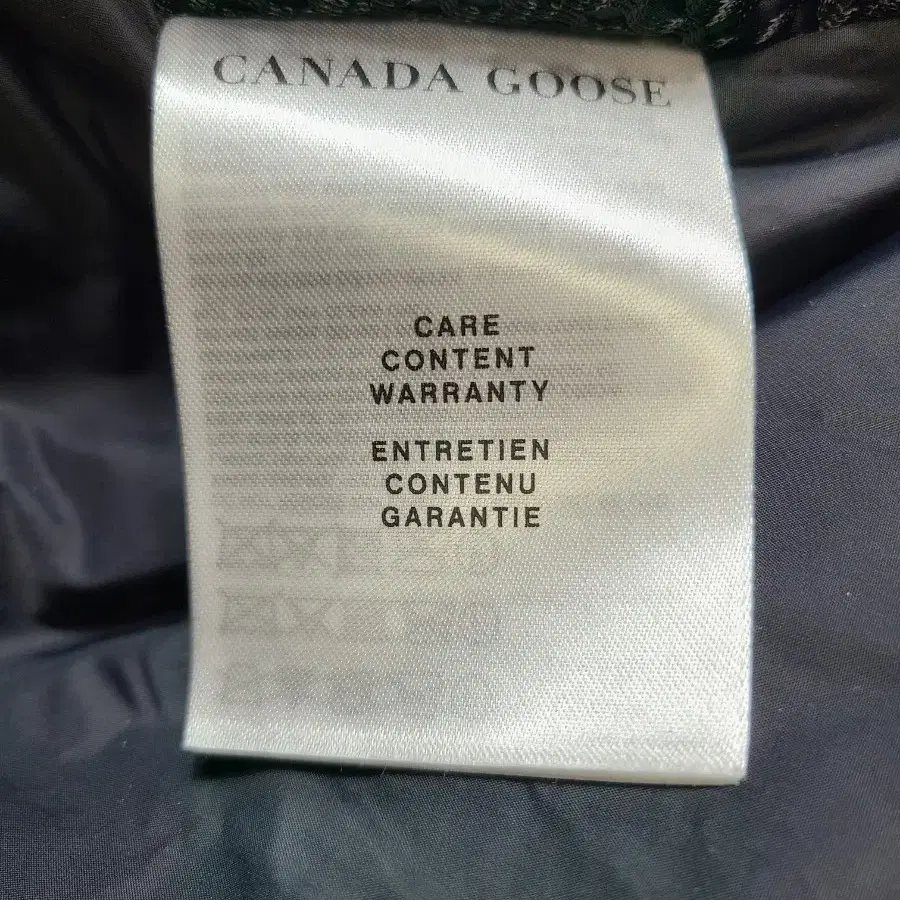 CANADA GOOSE
CARE
CONTENT
WARRANTY
ENTRETIEN
CONTENU
GARANTIE